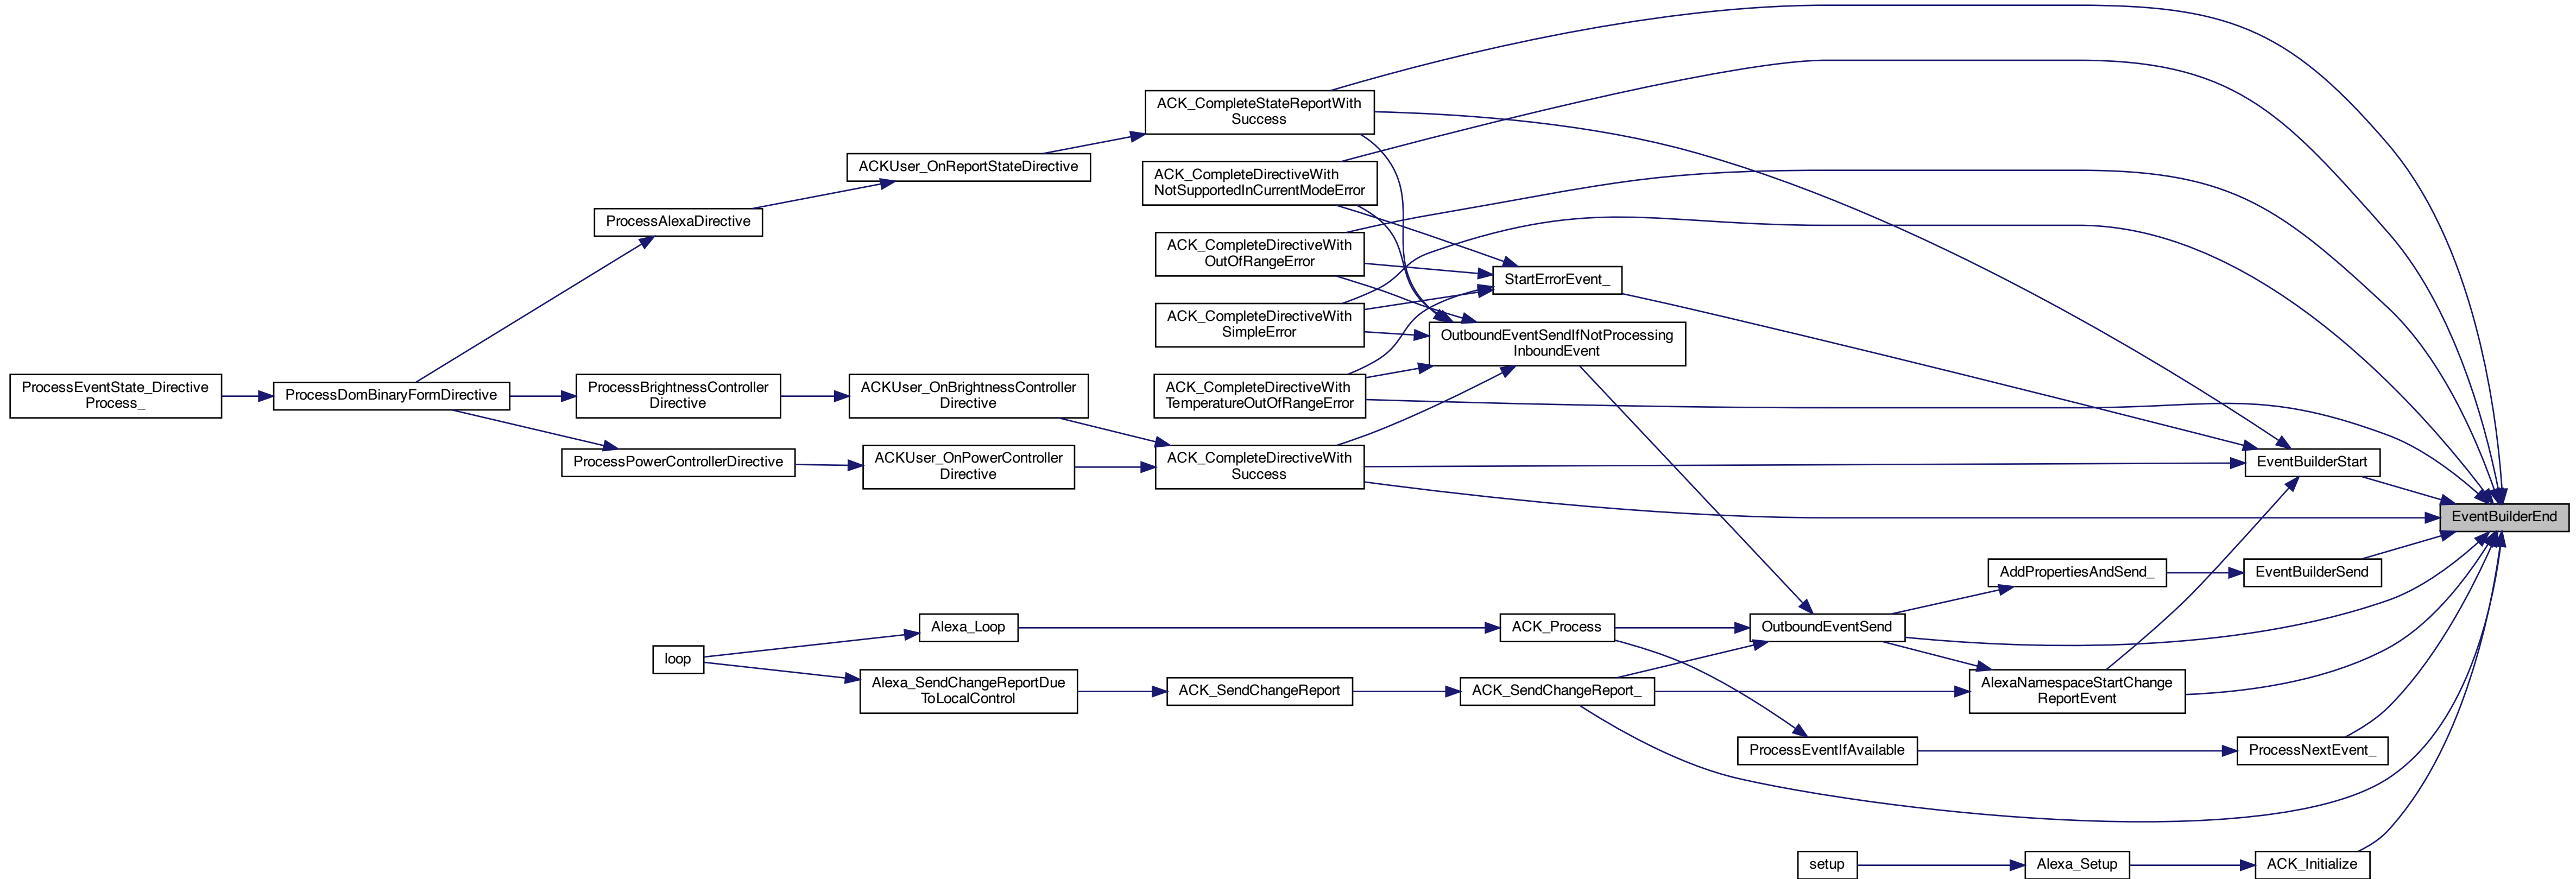 ACK_CompleteStateReportWith
Success
ACKUser_OnReportStateDirective
ACK_CompleteDirectiveWith
NotSupportedInCurrentModeError
ProcessAlexaDirective
ACK_CompleteDirectiveWith
OutOfRangeError
StartErrorEvent_
ACK_CompleteDirectiveWith
SimpleError
OutboundEventSendIfNotProcessing
InboundEvent
ProcessEventState_Directive
Process_
ProcessDomBinaryFormDirective
ProcessBrightnessController
Directive
ACKUser_OnBrightnessController
Directive
ACK_CompleteDirectiveWith
TemperatureOutOfRangeError
ProcessPowerControllerDirective
ACKUser_OnPowerController
Directive
ACK_CompleteDirectiveWith
Success
EventBuilderStart
EventBuilderEnd
AddPropertiesAndSend_
EventBuilderSend
Alexa_Loop
ACK_Process
OutboundEventSend
loop
Alexa_SendChangeReportDue
ToLocalControl
ACK_SendChangeReport
ACK_SendChangeReport_
AlexaNamespaceStartChange
ReportEvent
ProcessEventIfAvailable
ProcessNextEvent_
setup
Alexa_Setup
ACK_Initialize